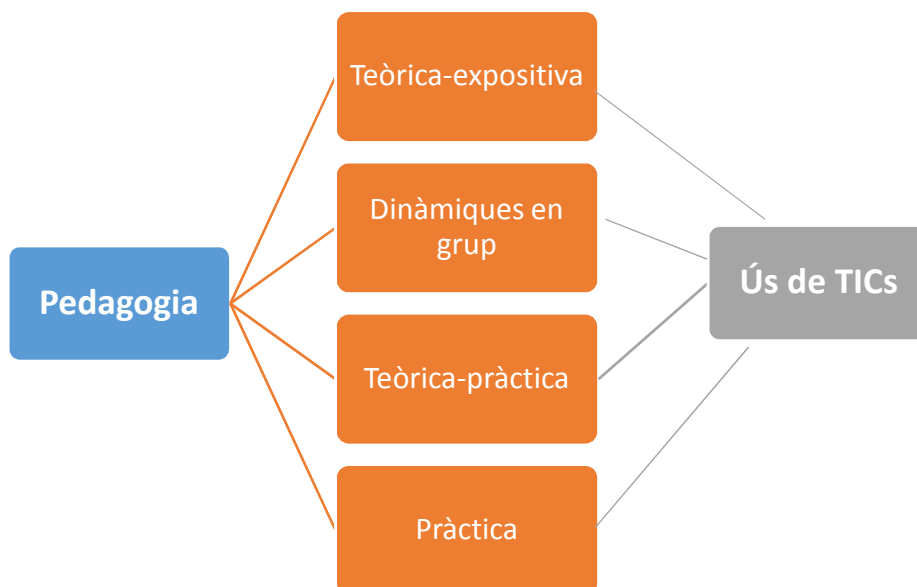 Teòrica-expositiva
Dinàmiques en
grup
Pedagogia
Ús de TICs
Teòrica-pràctica
Pràctica